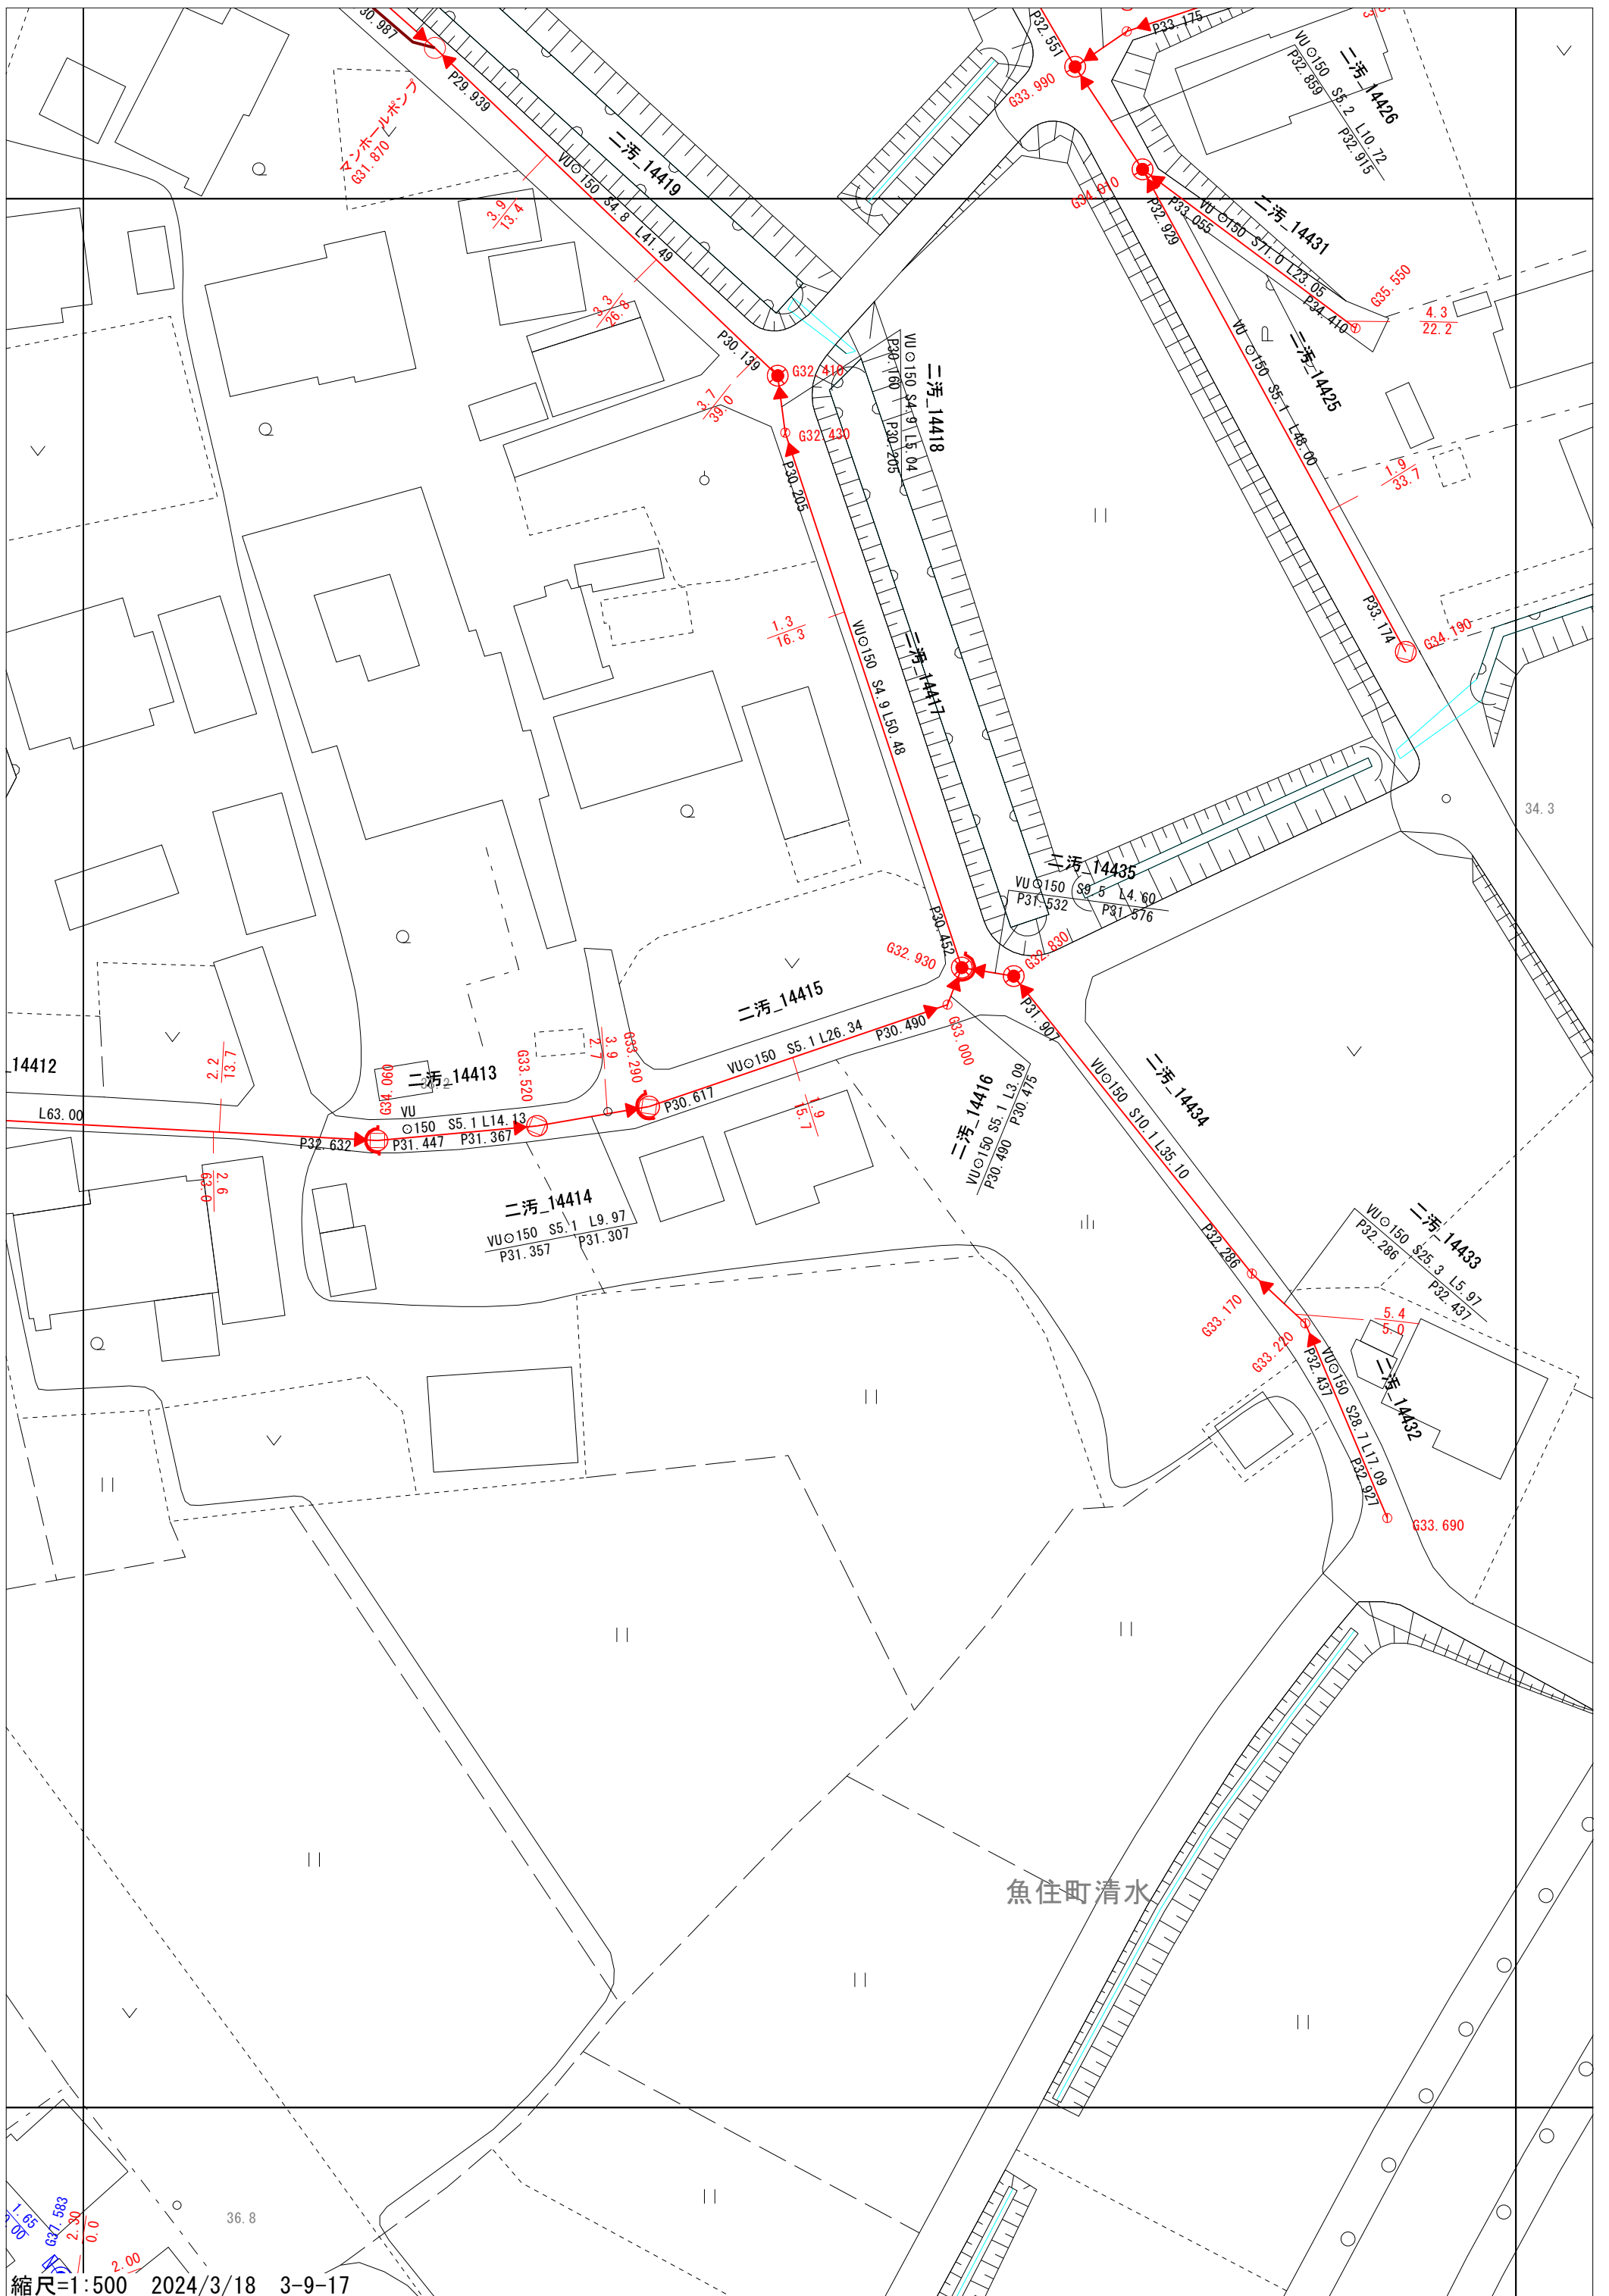 P29.939
マンホールポンプ
G31.870
VU⊙150 S4.8 L41.49
二汚_14419
3.9
13.4
3.3
26.8
P30.139
3.7
39.0
G32.410
G32.430
二汚_14418
VU⊙150 S4.9 L5.04
P30.160 P30.205
P30.205
1.3
16.3
VU⊙150 S4.9 L50.48
二汚_14417
P30.452
P32.551
P33.175
G33.990
二汚_14426
VU⊙150 S5.2 L10.72
P32.859 P32.915
G34.010
P32.929
P33.055
VU⊙150 S71.0 L23.05
二汚_14431
P34.410
G35.550
4.3
22.2
VU ⊙150 S5.1 L48.00
二汚_14425
1.9
33.7
P33.174
G34.190
34.3
二汚_14435
VU⊙150 S9.5 L4.60
P31.532 P31.576
G32.930
G32.830
P31.907
二汚_14415
VU⊙150 S5.1 L26.34
P30.490
P30.617
G33.000
1.9
15.7
二汚_14416
VU⊙150 S5.1 L3.09
P30.490 P30.475
二汚_14434
VU⊙150 S10.1 L35.10
P32.286
_14412
L63.00
2.2
13.7
2.6
63.0
P32.632
G34.060
二汚_14413
VU
⊙150 S5.1 L14.13
P31.447 P31.367
G33.520
3.9
2.7
G33.290
二汚_14414
VU⊙150 S5.1 L9.97
P31.357 P31.307
二汚_14433
VU⊙150 S25.3 L5.97
P32.286 P32.437
G33.170
5.4
5.0
G33.220
P32.437
VU⊙150 S28.7 L17.09
二汚_14432
P32.927
G33.690
魚住町清水
36.8
1.65
G37.583
2.30
0.0
2.00
縮尺=1:500 2024/3/18 3-9-17